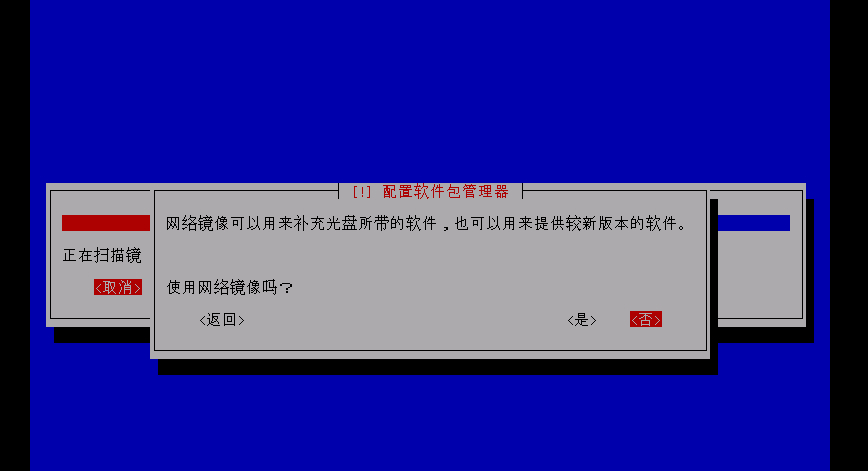 [!] 配置软件包管理器
网络镜像可以用来补充光盘所带的软件，也可以用来提供较新版本的软件。
正在扫描镜
<取消>
使用网络镜像吗？
<返回>
<是>
<否>